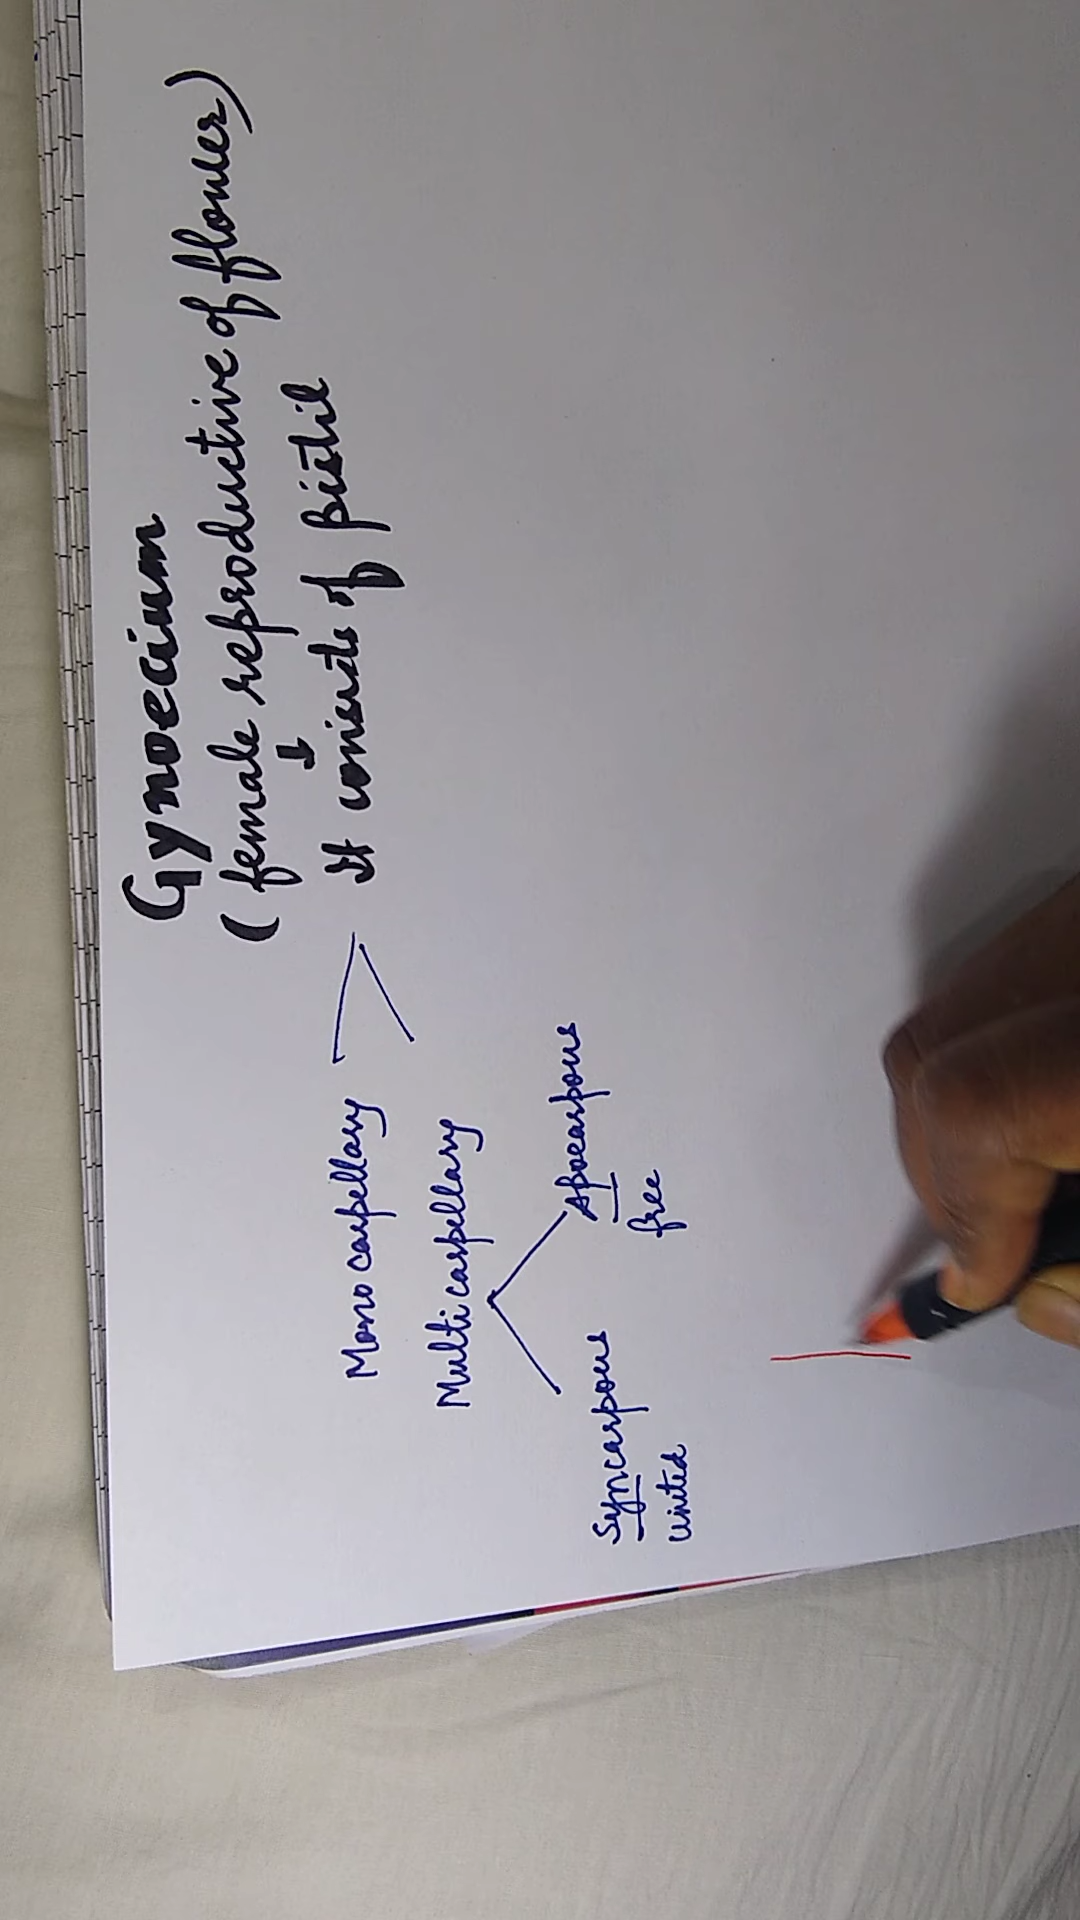 Gynoecium
(female reproductive of flower)
↓
It consists of pistil
Mono carpellary
Multi carpellary
Syncarpous
united
Apocarpous
free